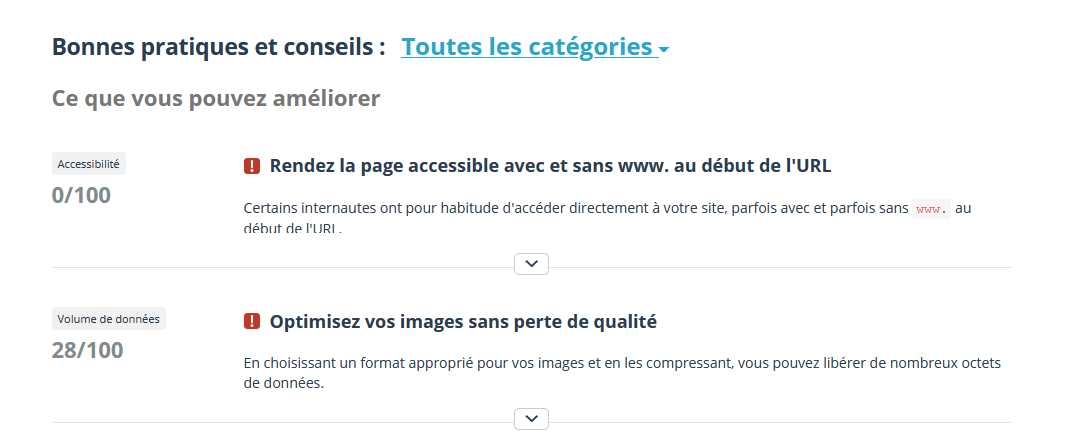 Bonnes pratiques et conseils : Toutes les catégories
Ce que vous pouvez améliorer
Accessibilité
0/100
Rendez la page accessible avec et sans www. au début de l'URL
Certains internautes ont pour habitude d'accéder directement à votre site, parfois avec et parfois sans www. au
début de l'URL.
Volume de données
28/100
Optimisez vos images sans perte de qualité
En choisissant un format approprié pour vos images et en les compressant, vous pouvez libérer de nombreux octets
de données.